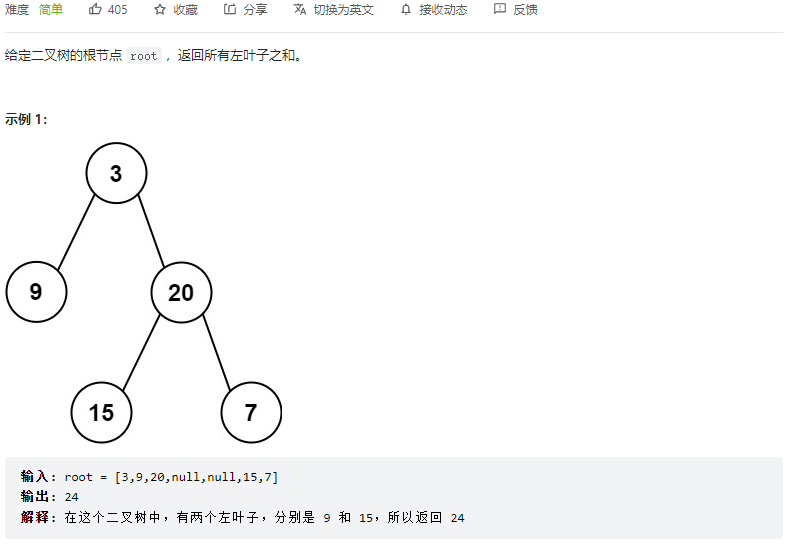 难度 简单 405 收藏 分享 切换为英文 接收动态 反馈
给定二叉树的根节点 root ，返回所有左叶子之和。
示例 1：
3
9 20
15 7
输入：root = [3,9,20,null,null,15,7]
输出：24
解释：在这个二叉树中，有两个左叶子，分别是 9 和 15，所以返回 24